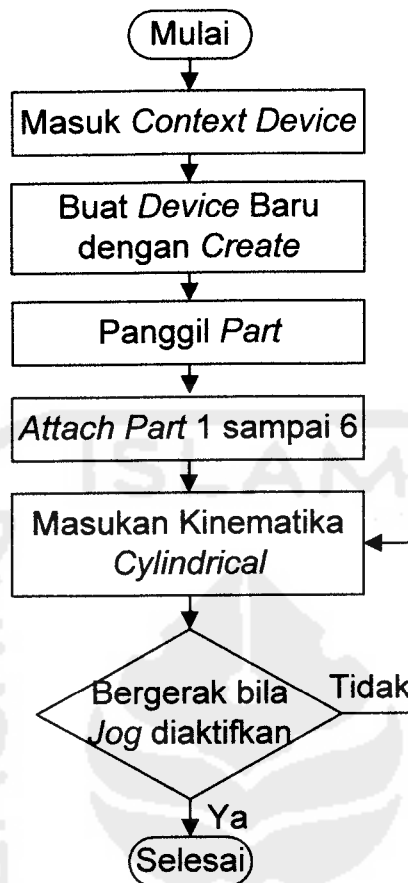 Mulai
Masuk Context Device
Buat Device Baru
dengan Create
Panggil Part
Attach Part 1 sampai 6
ISLAM
Masukan Kinematika
Cylindrical
Bergerak bila
Jog diaktifkan
Tidak
Ya
Selesai